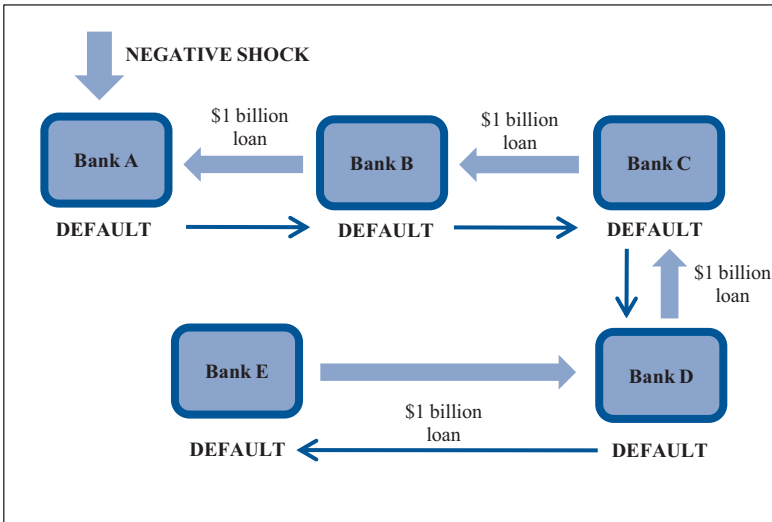 NEGATIVE SHOCK
$1 billion
loan
$1 billion
loan
Bank A
Bank B
Bank C
DEFAULT
DEFAULT
DEFAULT
$1 billion
loan
Bank E
Bank D
$1 billion
loan
DEFAULT
DEFAULT